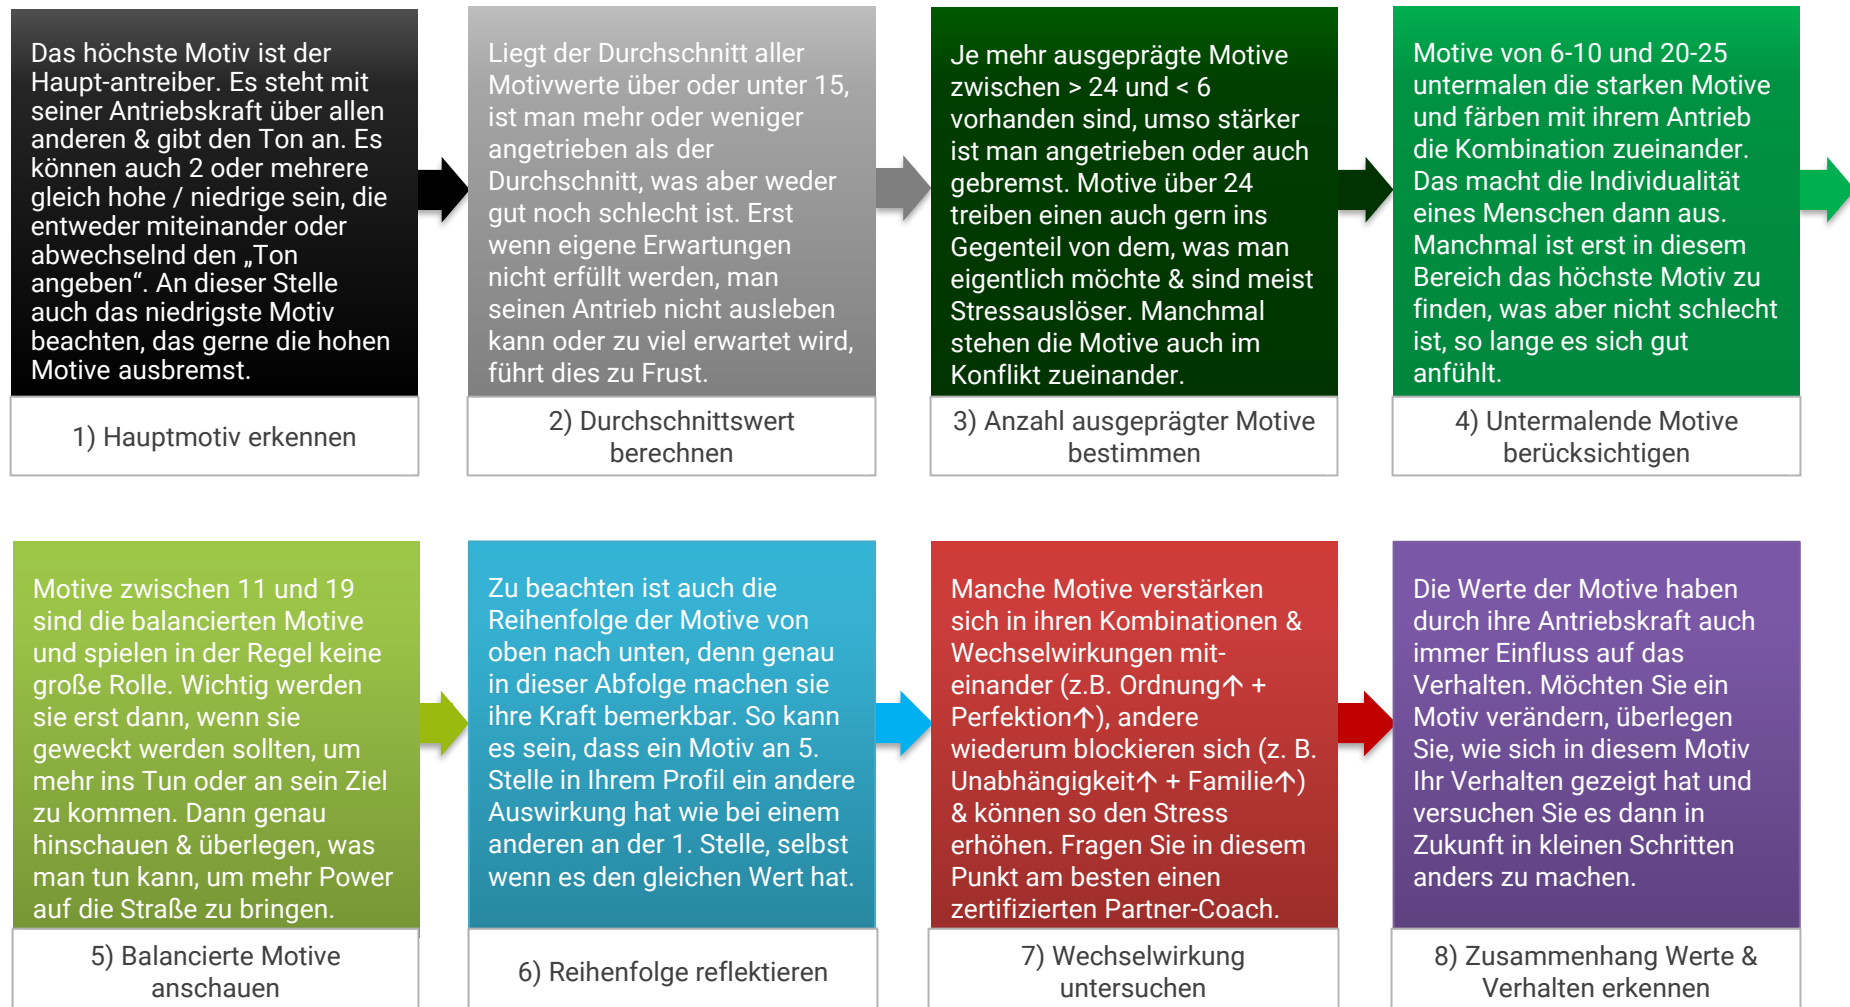 Das höchste Motiv ist der
Haupt-antreiber. Es steht mit
seiner Antriebskraft über allen
anderen & gibt den Ton an. Es
können auch 2 oder mehrere
gleich hohe / niedrige sein, die
entweder miteinander oder
abwechselnd den „Ton
angeben“. An dieser Stelle
auch das niedrigste Motiv
beachten, das gerne die hohen
Motive ausbremst.
1) Hauptmotiv erkennen
Liegt der Durchschnitt aller
Motivwerte über oder unter 15,
ist man mehr oder weniger
angetrieben als der
Durchschnitt, was aber weder
gut noch schlecht ist. Erst
wenn eigene Erwartungen
nicht erfüllt werden, man
seinen Antrieb nicht ausleben
kann oder zu viel erwartet wird,
führt dies zu Frust.
2) Durchschnittswert
berechnen
Je mehr ausgeprägte Motive
zwischen > 24 und < 6
vorhanden sind, umso stärker
ist man angetrieben oder auch
gebremst. Motive über 24
treiben einen auch gern ins
Gegenteil von dem, was man
eigentlich möchte & sind meist
Stressauslöser. Manchmal
stehen die Motive auch im
Konflikt zueinander.
3) Anzahl ausgeprägter Motive
bestimmen
Motive von 6-10 und 20-25
untermalen die starken Motive
und färben mit ihrem Antrieb
die Kombination zueinander.
Das macht die Individualität
eines Menschen dann aus.
Manchmal ist erst in diesem
Bereich das höchste Motiv zu
finden, was aber nicht schlecht
ist, so lange es sich gut
anfühlt.
4) Untermalende Motive
berücksichtigen
Motive zwischen 11 und 19
sind die balancierten Motive
und spielen in der Regel keine
große Rolle. Wichtig werden
sie erst dann, wenn sie
geweckt werden sollten, um
mehr ins Tun oder an sein Ziel
zu kommen. Dann genau
hinschauen & überlegen, was
man tun kann, um mehr Power
auf die Straße zu bringen.
5) Balancierte Motive
anschauen
Zu beachten ist auch die
Reihenfolge der Motive von
oben nach unten, denn genau
in dieser Abfolge machen sie
ihre Kraft bemerkbar. So kann
es sein, dass ein Motiv an 5.
Stelle in Ihrem Profil ein andere
Auswirkung hat wie bei einem
anderen an der 1. Stelle, selbst
wenn es den gleichen Wert hat.
6) Reihenfolge reflektieren
Manche Motive verstärken
sich in ihren Kombinationen &
Wechselwirkungen mit-
einander (z.B. Ordnung↑ +
Perfektion↑), andere
wiederum blockieren sich (z. B.
Unabhängigkeit↑ + Familie↑)
& können so den Stress
erhöhen. Fragen Sie in diesem
Punkt am besten einen
zertifizierten Partner-Coach.
7) Wechselwirkung
untersuchen
Die Werte der Motive haben
durch ihre Antriebskraft auch
immer Einfluss auf das
Verhalten. Möchten Sie ein
Motiv verändern, überlegen
Sie, wie sich in diesem Motiv
Ihr Verhalten gezeigt hat und
versuchen Sie es dann in
Zukunft in kleinen Schritten
anders zu machen.
8) Zusammenhang Werte &
Verhalten erkennen